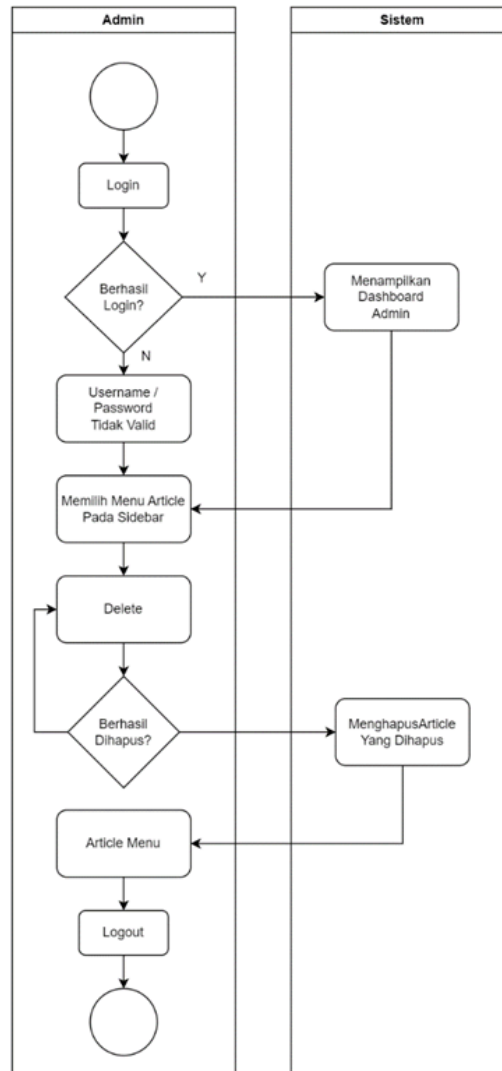 Admin
Sistem
Login
Berhasil
Login?
Y
Menampilkan
Dashboard
Admin
N
Username /
Password
Tidak Valid
Memilih Menu Article
Pada Sidebar
Delete
Berhasil
Dihapus?
MenghapusArticle
Yang Dihapus
Article Menu
Logout